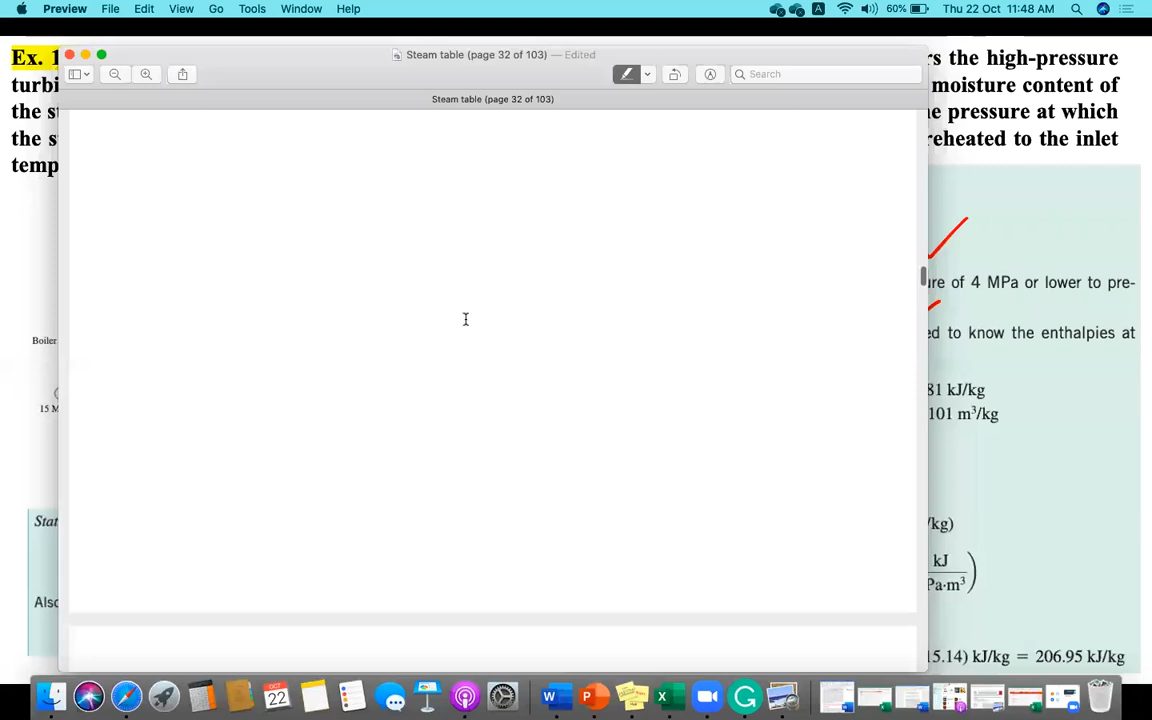 Preview File Edit View Go Tools Window Help 60% Thu 22 Oct 11:48 AM
Steam table (page 32 of 103) — Edited
Search
Steam table (page 32 of 103)
Ex. 1
rs the high-pressure
turbi
moisture content of
the s
e pressure at which
the s
reheated to the inlet
temp
ure of 4 MPa or lower to pre-
ed to know the enthalpies at
Boiler
81 kJ/kg
15 M
101 m³/kg
Stat
/kg)
kJ
Pa·m³
Also
15.14) kJ/kg = 206.95 kJ/kg
22